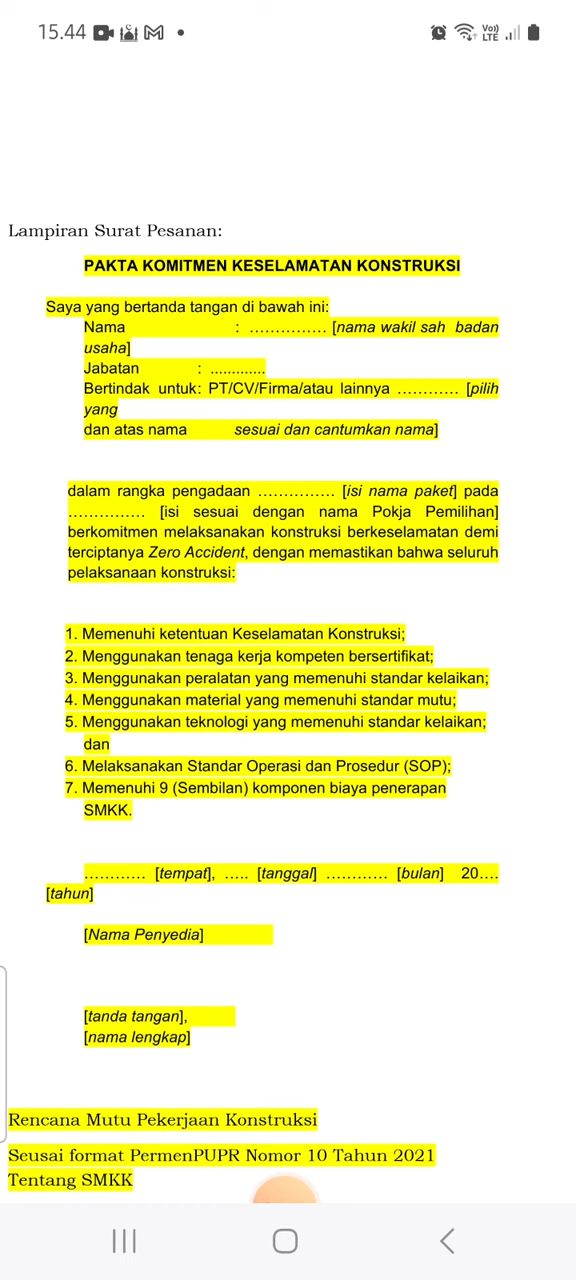 15.44
Vo))
LTE
Lampiran Surat Pesanan:
PAKTA KOMITMEN KESELAMATAN KONSTRUKSI
Saya yang bertanda tangan di bawah ini:
Nama : …………… [nama wakil sah badan
usaha]
Jabatan : .............
Bertindak untuk: PT/CV/Firma/atau lainnya ………… [pilih
yang
dan atas nama sesuai dan cantumkan nama]
dalam rangka pengadaan …………… [isi nama paket] pada
…………… [isi sesuai dengan nama Pokja Pemilihan]
berkomitmen melaksanakan konstruksi berkeselamatan demi
terciptanya Zero Accident, dengan memastikan bahwa seluruh
pelaksanaan konstruksi:
1. Memenuhi ketentuan Keselamatan Konstruksi;
2. Menggunakan tenaga kerja kompeten bersertifikat;
3. Menggunakan peralatan yang memenuhi standar kelaikan;
4. Menggunakan material yang memenuhi standar mutu;
5. Menggunakan teknologi yang memenuhi standar kelaikan;
dan
6. Melaksanakan Standar Operasi dan Prosedur (SOP);
7. Memenuhi 9 (Sembilan) komponen biaya penerapan
SMKK.
………… [tempat], ….. [tanggal] ………… [bulan] 20….
[tahun]
[Nama Penyedia]
[tanda tangan],
[nama lengkap]
Rencana Mutu Pekerjaan Konstruksi
Seusai format PermenPUPR Nomor 10 Tahun 2021
Tentang SMKK